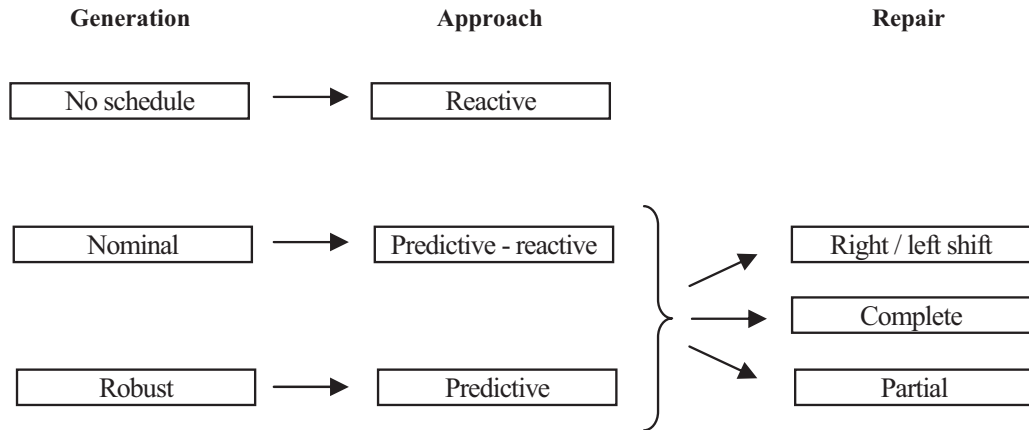 Generation Approach Repair
No schedule Reactive
Nominal Predictive - reactive Right / left shift
Complete
Robust Predictive Partial